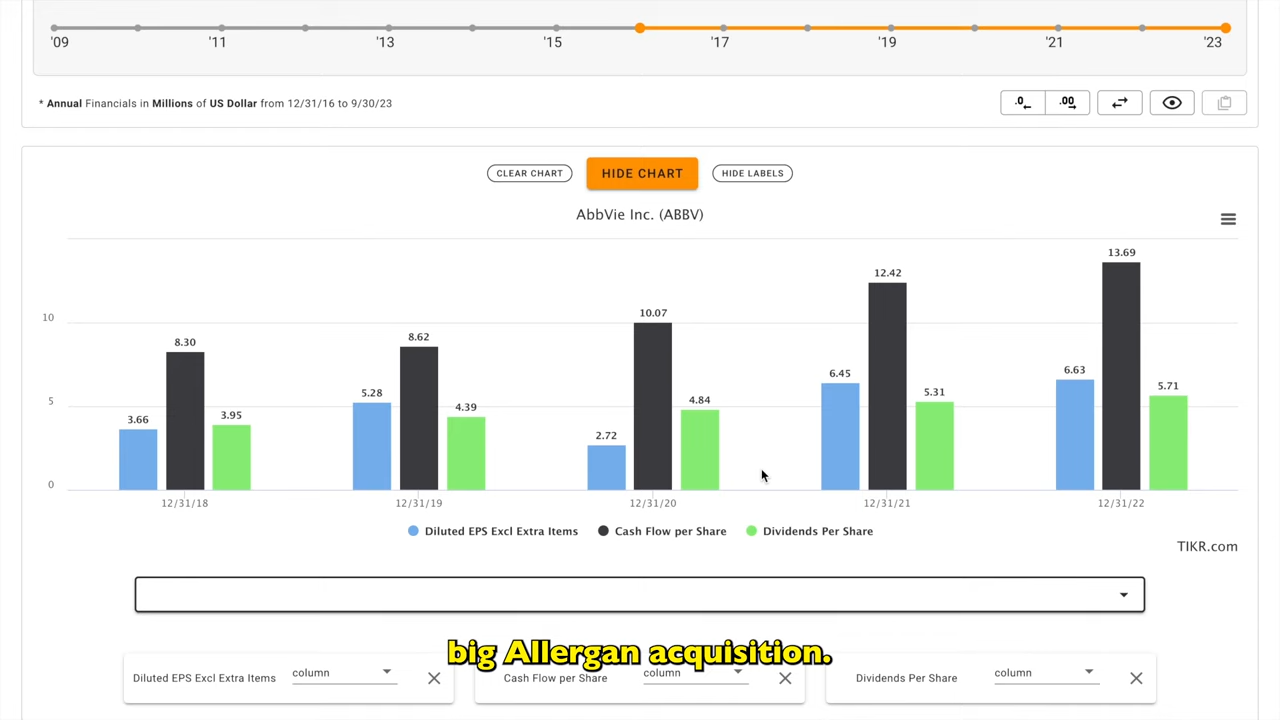 '09 '11 '13 '15 '17 '19 '21 '23
* Annual Financials in Millions of US Dollar from 12/31/16 to 9/30/23
.0 .00
CLEAR CHART HIDE CHART HIDE LABELS
AbbVie Inc. (ABBV)
10
5
0
8.30
3.66
3.95
8.62
5.28
4.39
10.07
2.72
4.84
12.42
6.45
5.31
13.69
6.63
5.71
12/31/18 12/31/19 12/31/20 12/31/21 12/31/22
Diluted EPS Excl Extra Items Cash Flow per Share Dividends Per Share
TIKR.com
big Allergan acquisition.
Diluted EPS Excl Extra Items column Cash Flow per Share column Dividends Per Share column